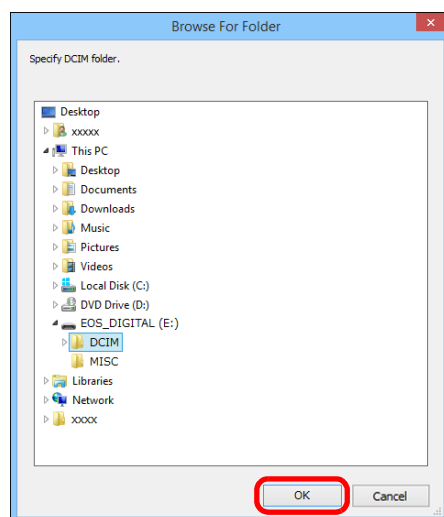 Browse For Folder
Specify DCIM folder.
Desktop
xxxxx
This PC
Desktop
Documents
Downloads
Music
Pictures
Videos
Local Disk (C:)
DVD Drive (D:)
EOS_DIGITAL (E:)
DCIM
MISC
Libraries
Network
xxxx
OK Cancel